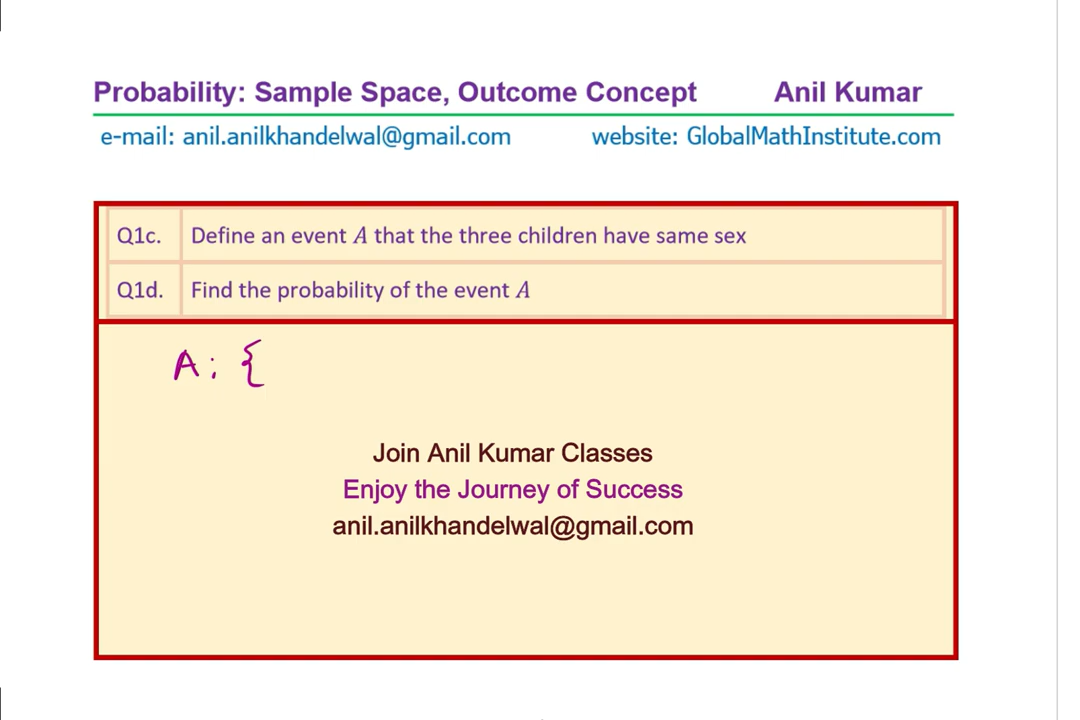 Probability: Sample Space, Outcome Concept Anil Kumar
e-mail: anil.anilkhandelwal@gmail.com website: GlobalMathInstitute.com
Q1c. Define an event A that the three children have same sex
Q1d. Find the probability of the event A
A: {
Join Anil Kumar Classes
Enjoy the Journey of Success
anil.anilkhandelwal@gmail.com